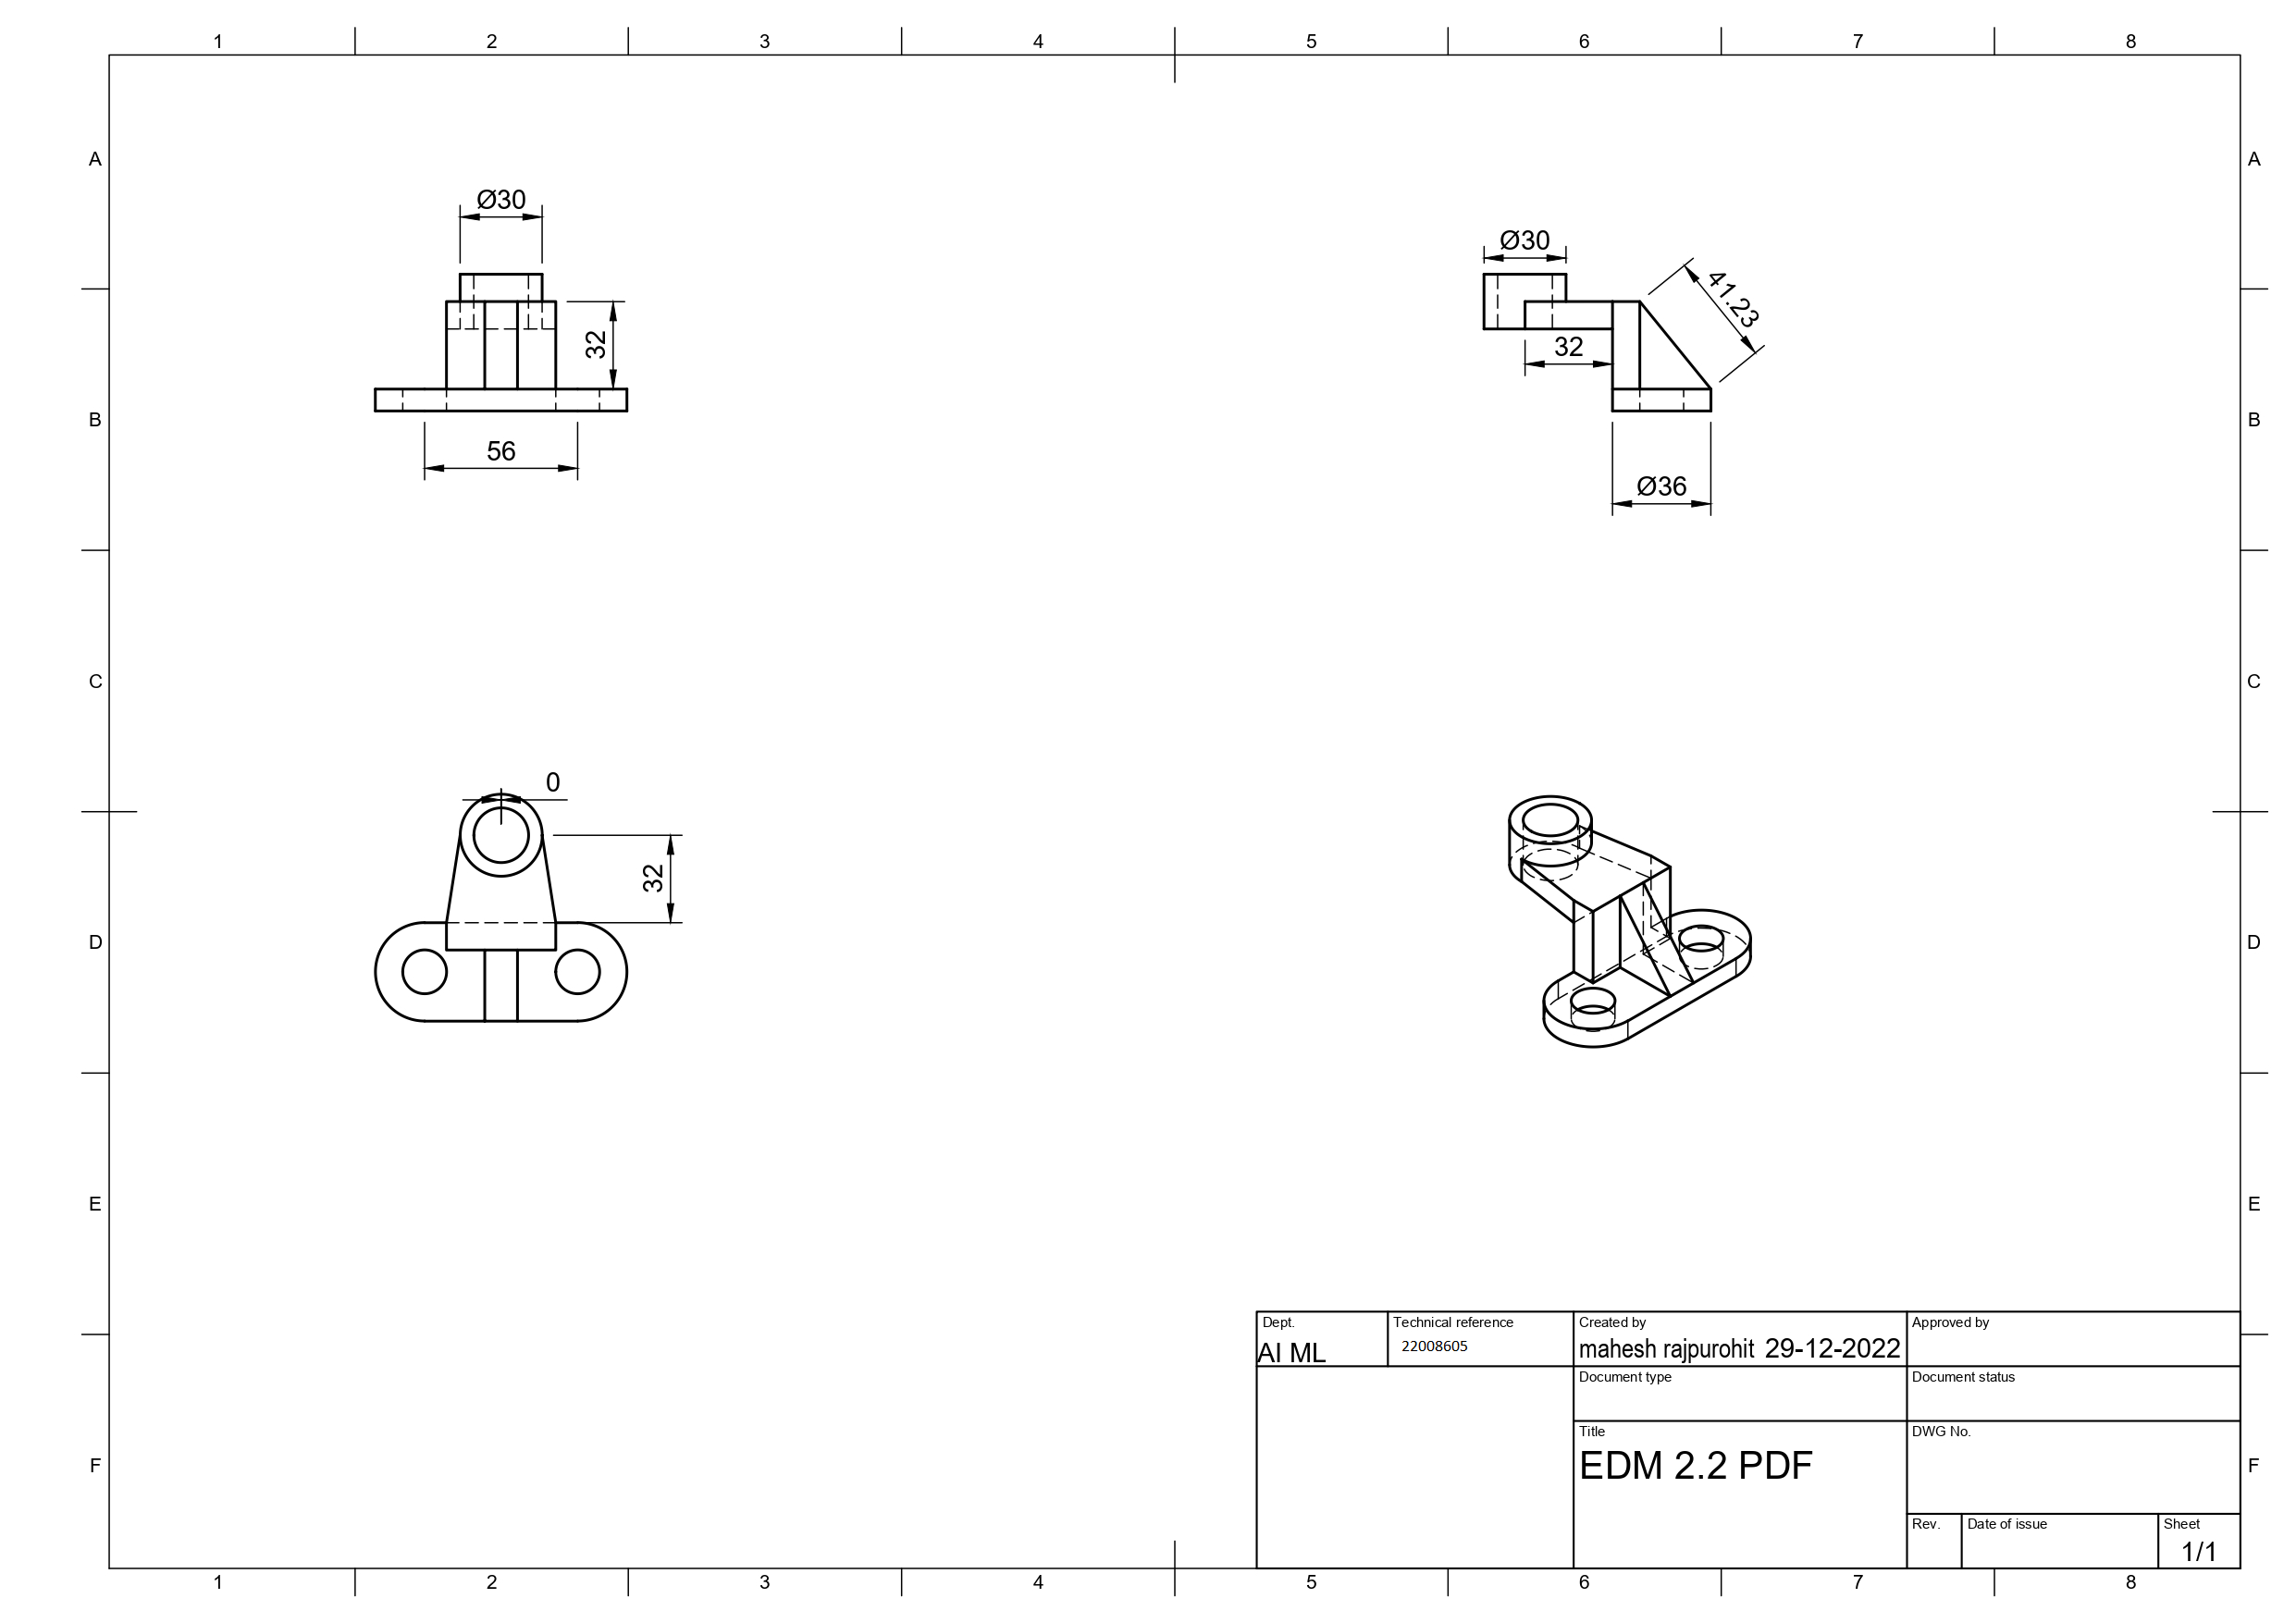 1 2 3 4 5 6 7 8
A A
Ø30
Ø30
41.23
32
32
B B
56
Ø36
C C
0
32
D D
E E
Dept. Technical reference Created by Approved by
AI ML 22008605 mahesh rajpurohit 29-12-2022
Document type Document status
Title DWG No.
EDM 2.2 PDF
F F
Rev. Date of issue Sheet
1/1
1 2 3 4 5 6 7 8